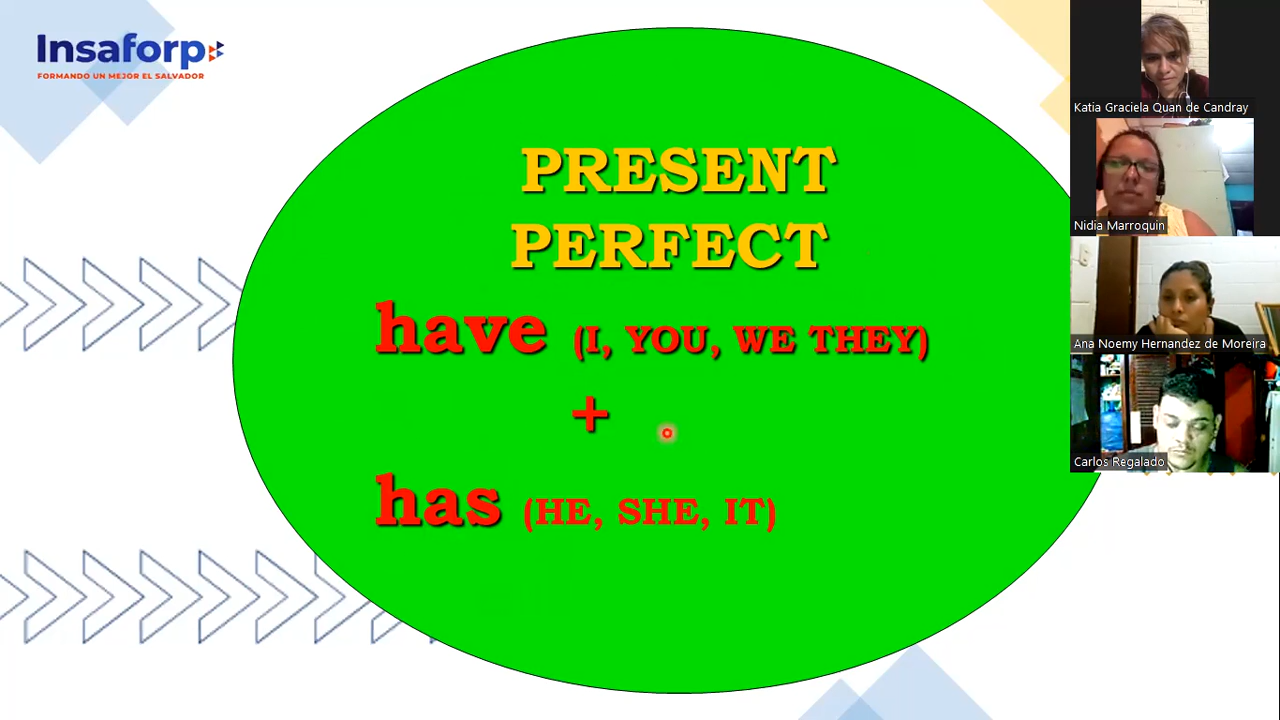 Insaforp
FORMANDO UN MEJOR EL SALVADOR
PRESENT
PERFECT
have (I, YOU, WE THEY)
+
has (HE, SHE, IT)
Katia Graciela Quan de Candray
Nidia Marroquin
Ana Noemy Hernandez de Moreira
Carlos Regalado